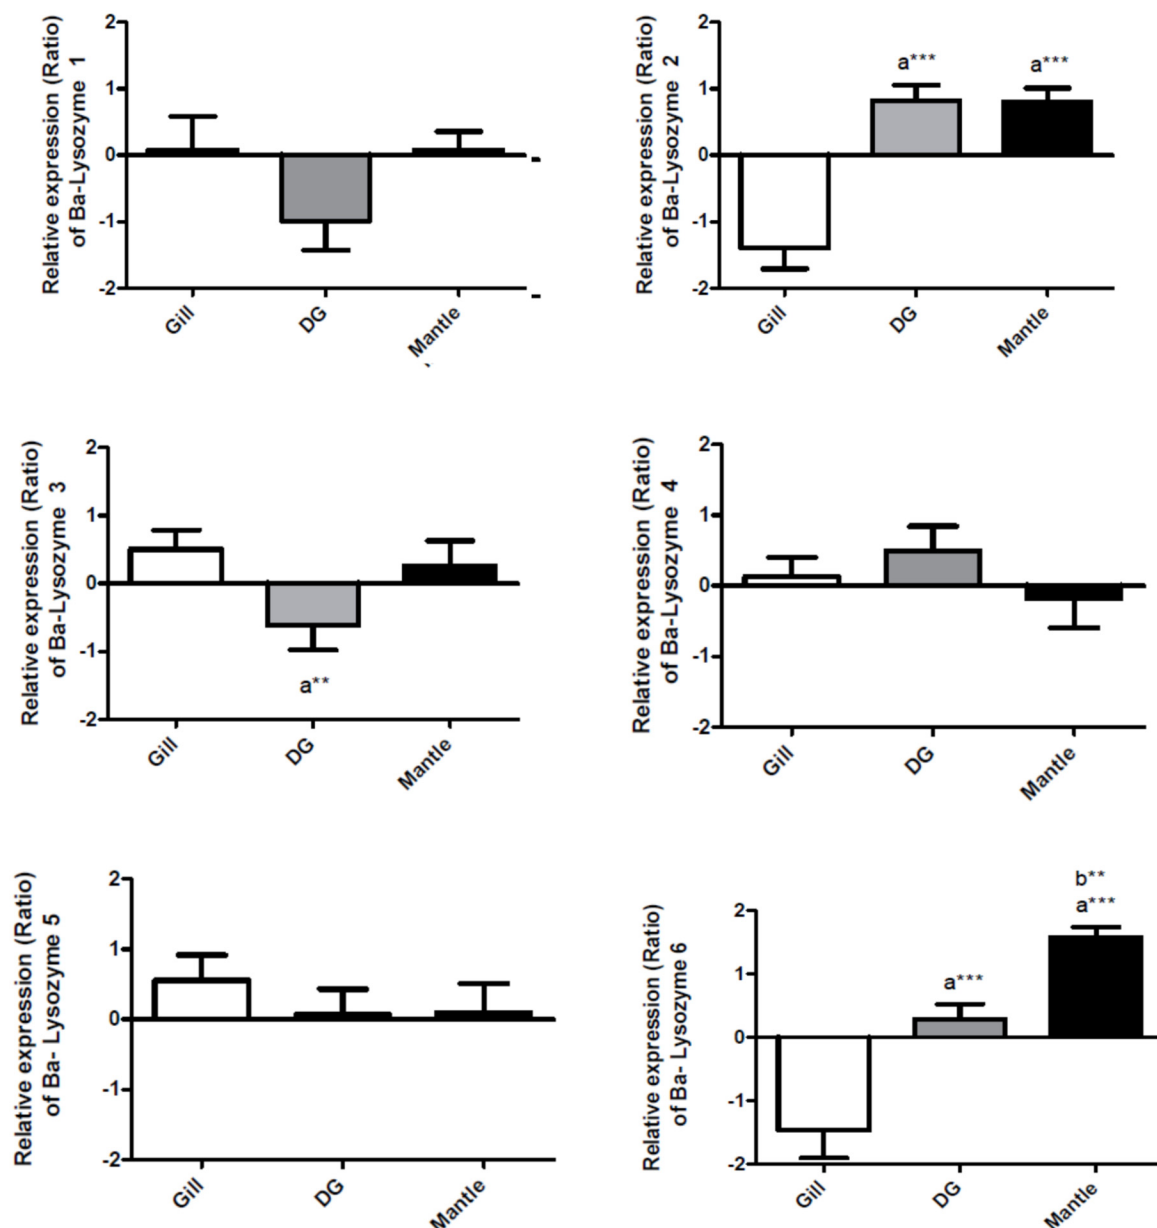 Relative expression (Ratio)
of Ba-Lysozyme 1
2
1
0
-1
-2
Gill
DG
Mantle
Relative expression (Ratio)
of Ba-Lysozyme 2
2
1
0
-1
-2
a***
a***
Gill
DG
Mantle
Relative expression (Ratio)
of Ba-Lysozyme 3
2
1
0
-1
-2
a**
Gill
DG
Mantle
Relative expression (Ratio)
of Ba-Lysozyme 4
2
1
0
-1
-2
Gill
DG
Mantle
Relative expression (Ratio)
of Ba- Lysozyme 5
2
1
0
-1
-2
Gill
DG
Mantle
Relative expression (Ratio)
of Ba- Lysozyme 6
2
1
0
-1
-2
a***
b**
a***
Gill
DG
Mantle